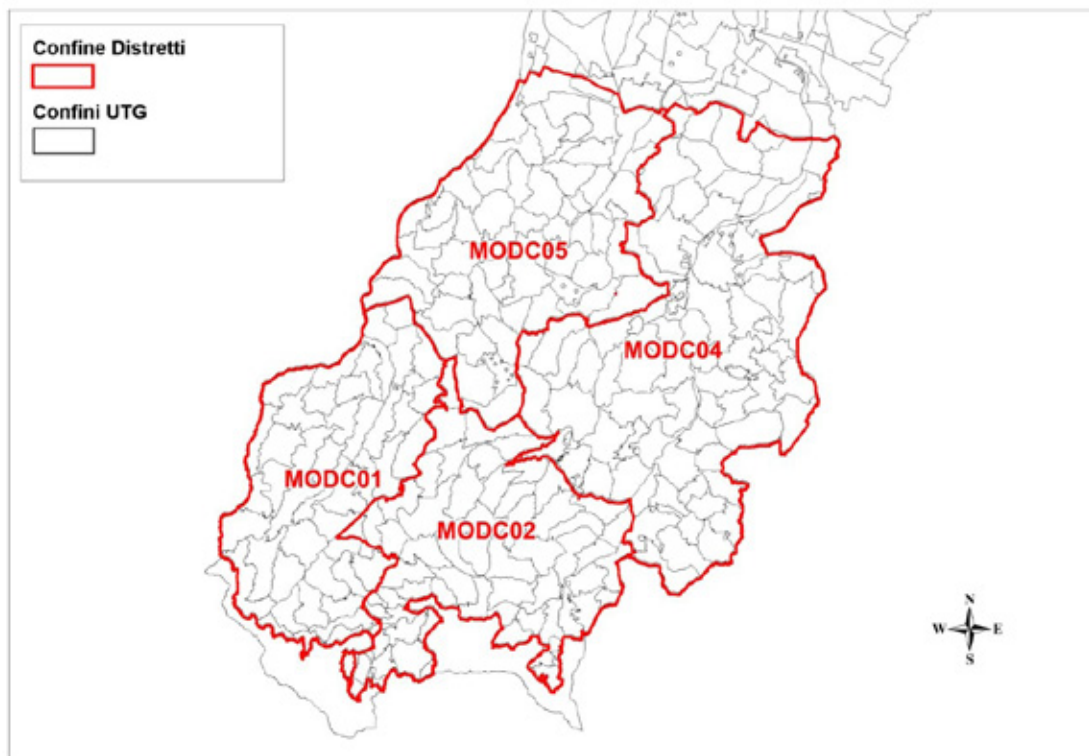 Confine Distretti
Confini UTG
MODC05
MODC04
MODC01
MODC02
N
W E
S